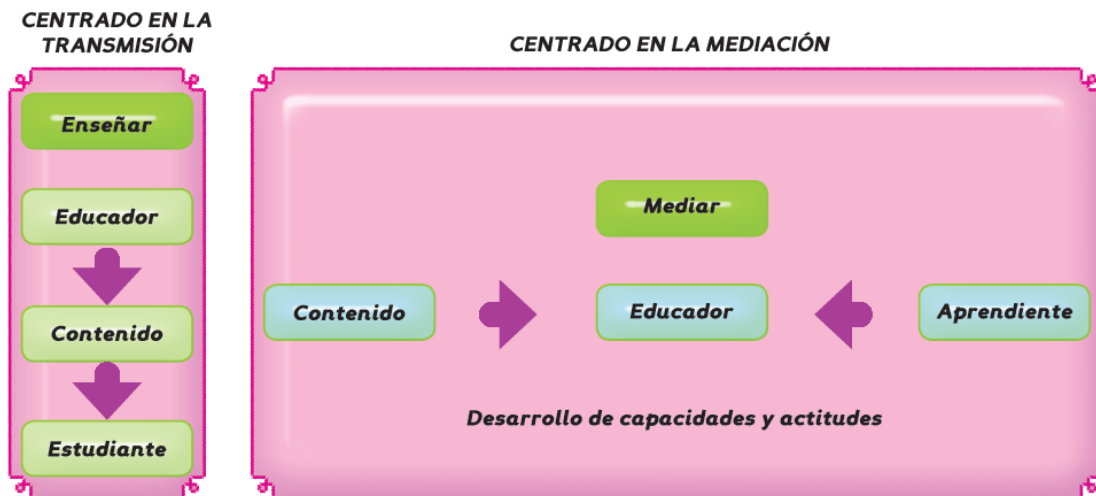 CENTRADO EN LA
TRANSMISIÓN
Enseñar
Educador
Contenido
Estudiante
CENTRADO EN LA MEDIACIÓN
Mediar
Contenido
Educador
Aprendiente
Desarrollo de capacidades y actitudes